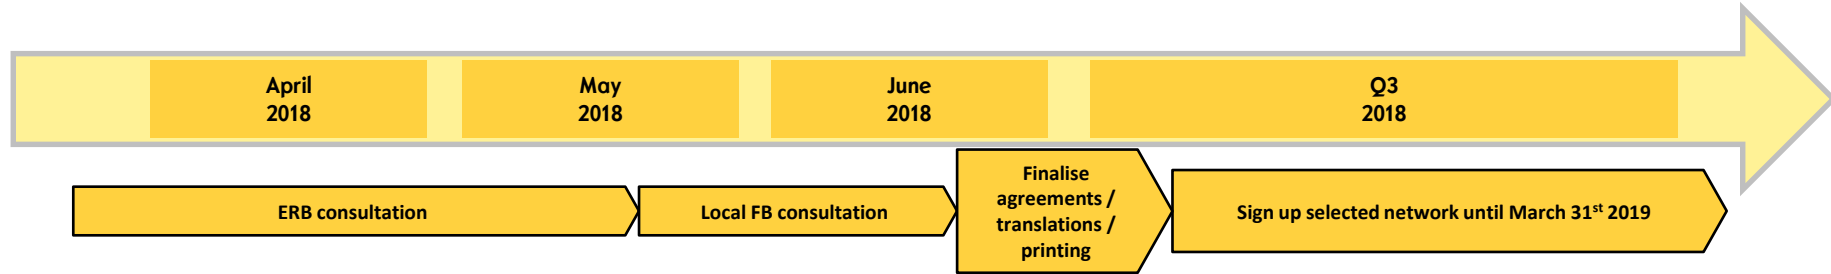 April
2018
May
2018
June
2018
Q3
2018
ERB consultation
Local FB consultation
Finalise
agreements /
translations /
printing
Sign up selected network until March 31st 2019